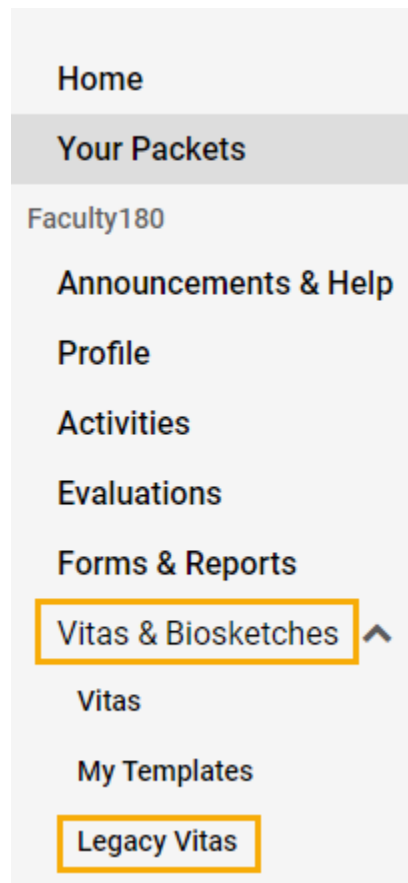 Home
Your Packets
Faculty180
Announcements & Help
Profile
Activities
Evaluations
Forms & Reports
Vitas & Biosketches
Vitas
My Templates
Legacy Vitas